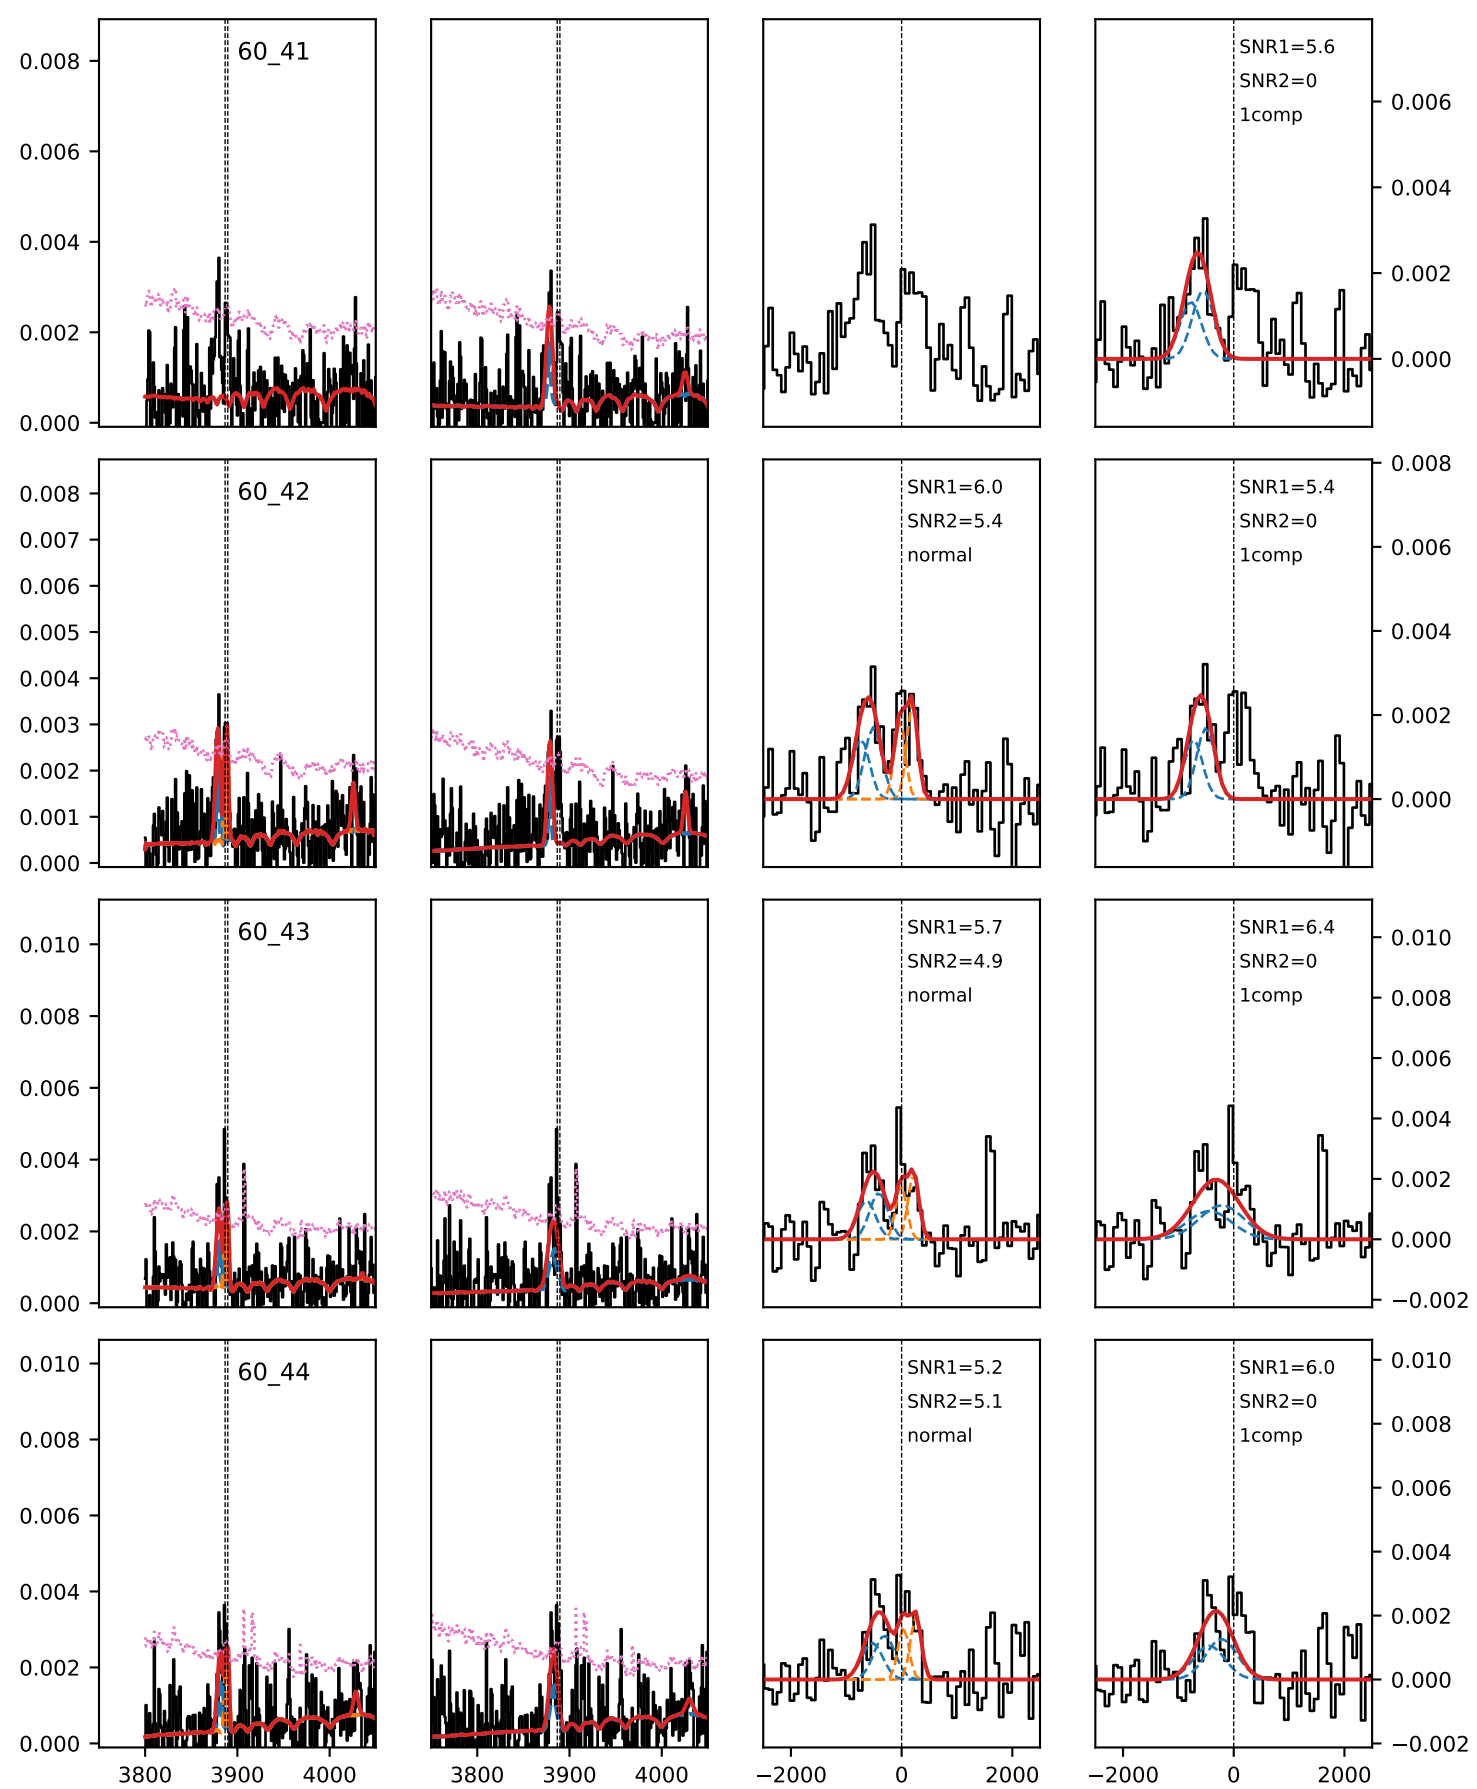 0.008
60_41
SNR1=5.6
SNR2=0
1comp
0.006
0.006
0.004
0.004
0.002
0.002
0.000
0.000
60_42
SNR1=6.0
SNR2=5.4
normal
SNR1=5.4
SNR2=0
1comp
0.008
0.008
0.007
0.006
0.006
0.005
0.004
0.004
0.003
0.002
0.002
0.001
0.000
0.000
60_43
SNR1=5.7
SNR2=4.9
normal
SNR1=6.4
SNR2=0
1comp
0.010
0.010
0.008
0.008
0.006
0.006
0.004
0.004
0.002
0.002
0.000
0.000
−0.002
60_44
SNR1=5.2
SNR2=5.1
normal
SNR1=6.0
SNR2=0
1comp
0.010
0.010
0.008
0.008
0.006
0.006
0.004
0.004
0.002
0.002
0.000
0.000
−0.002
3800 3900 4000
3800 3900 4000
−2000 0 2000
−2000 0 2000